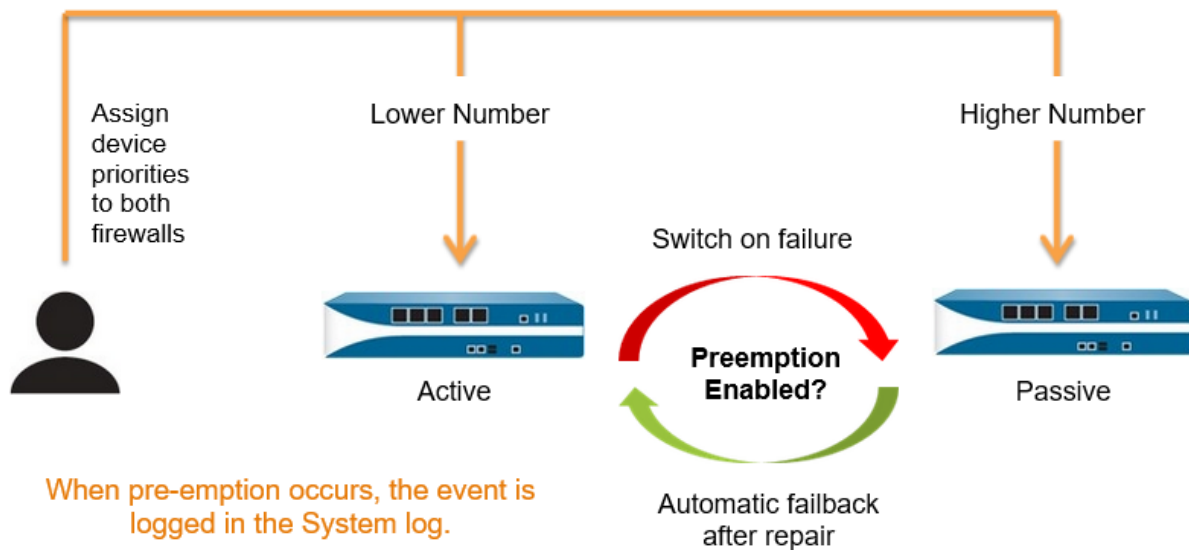 Assign
device
priorities
to both
firewalls
Lower Number
Higher Number
Switch on failure
Preemption
Enabled?
Active
Passive
Automatic failback
after repair
When pre-emption occurs, the event is
logged in the System log.